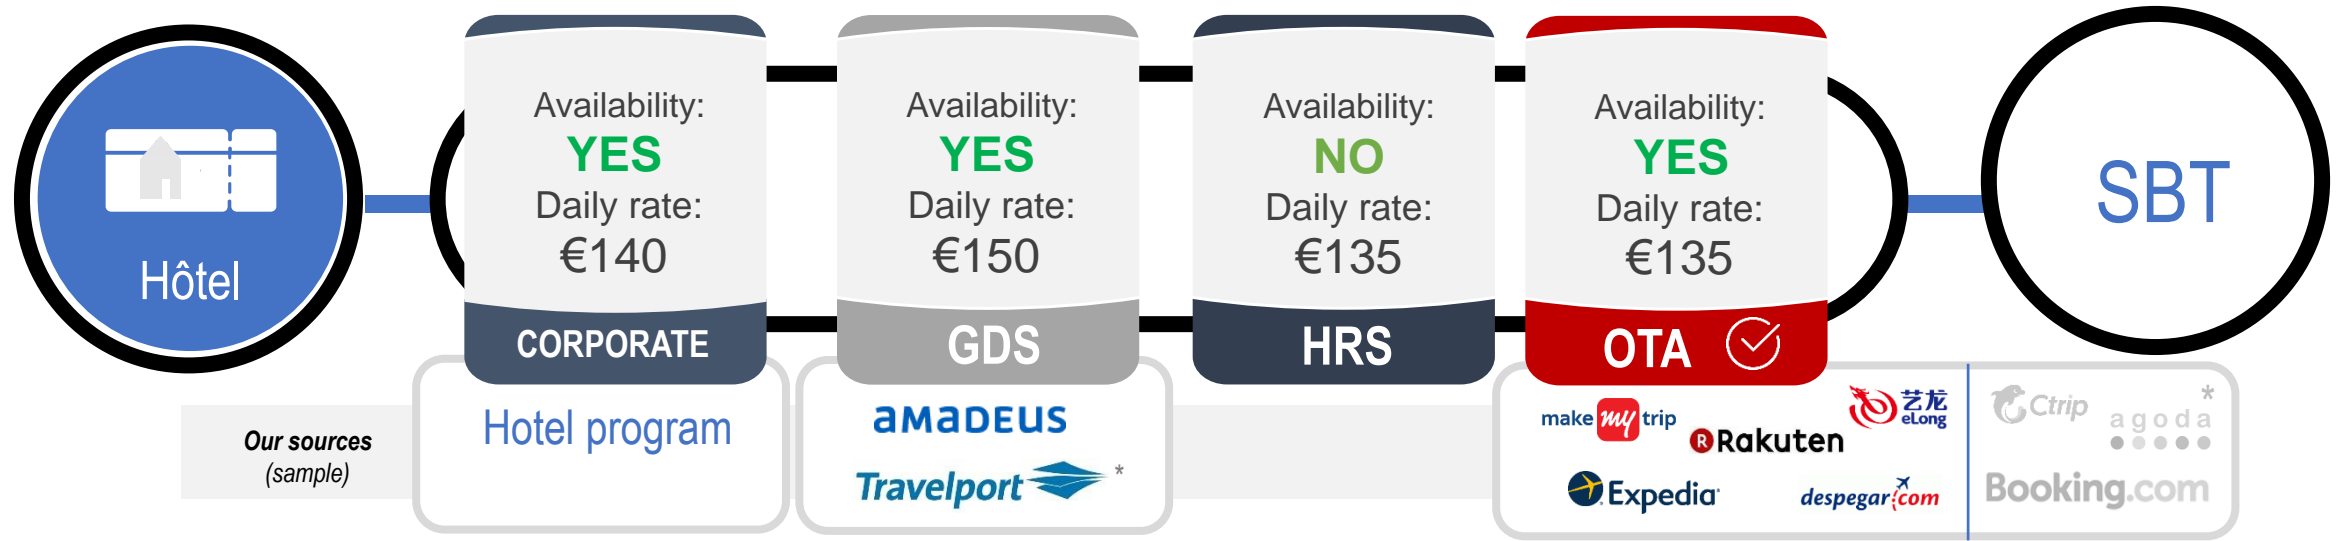 Hôtel
Availability:
YES
Daily rate:
€140
CORPORATE
Availability:
YES
Daily rate:
€150
GDS
Availability:
NO
Daily rate:
€135
HRS
Availability:
YES
Daily rate:
€135
OTA
SBT
Our sources
(sample)
Hotel program
amadeus
Travelport *
make my trip
艺龙
eLong
R Rakuten
Expedia
despegar.com
Ctrip
agoda *
Booking.com